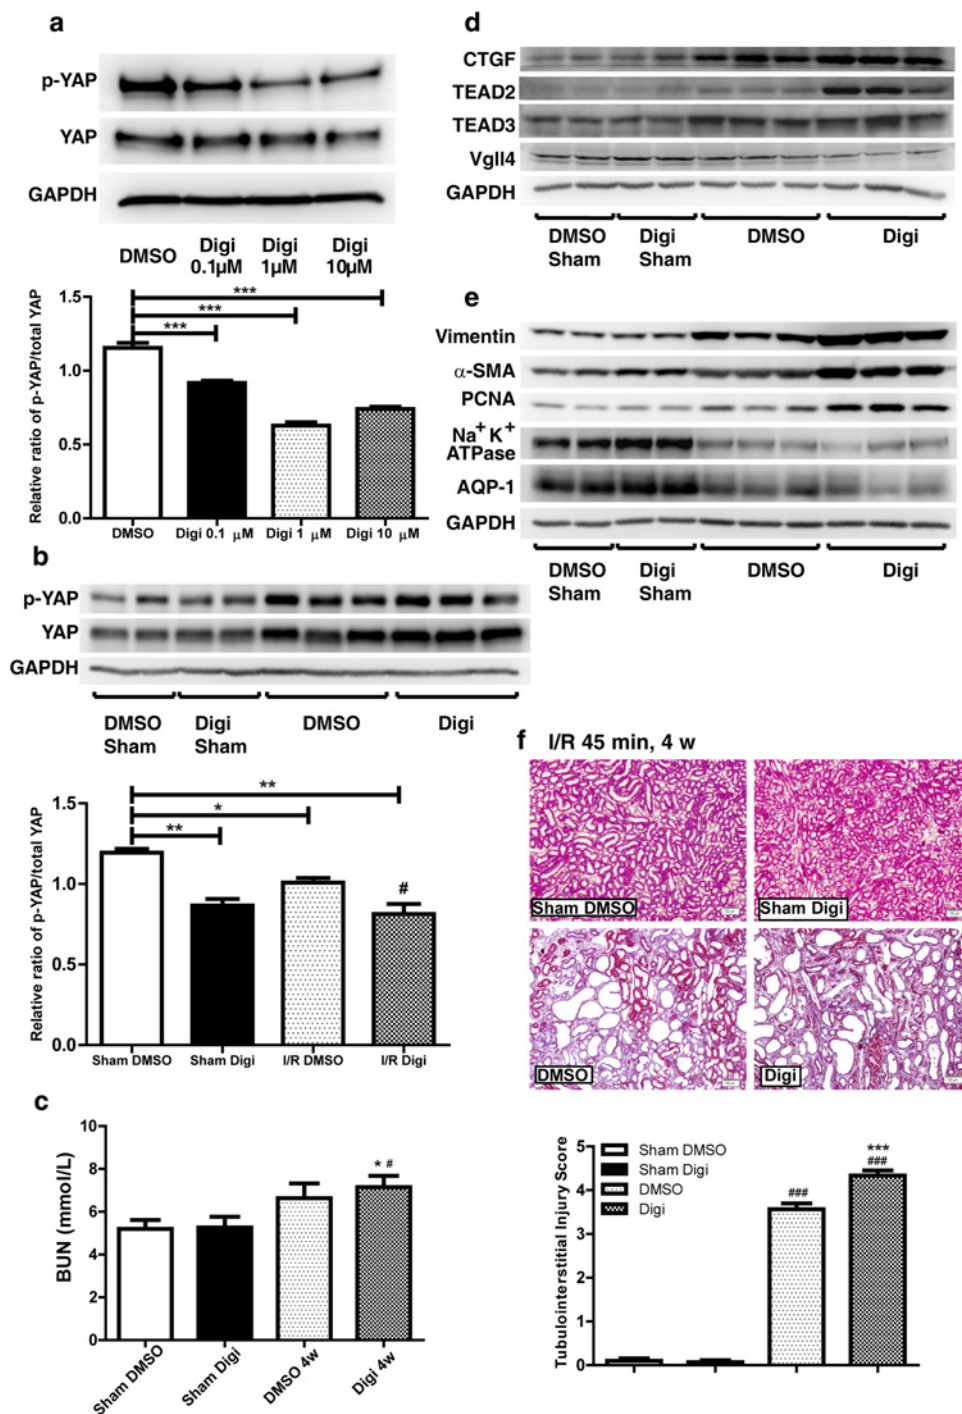 a
p-YAP
YAP
GAPDH
DMSO
Digi
0.1µM
Digi
1µM
Digi
10µM
***
***
***
1.5
1.0
0.5
0.0
Relative ratio of p-YAP/total YAP
DMSO
Digi 0.1 µM
Digi 1 µM
Digi 10 µM
b
p-YAP
YAP
GAPDH
DMSO
Sham
Digi
Sham
DMSO
Digi
**
*
**
#
1.5
1.0
0.5
0.0
Relative ratio of p-YAP/total YAP
Sham DMSO
Sham Digi
I/R DMSO
I/R Digi
c
10
8
6
4
2
0
BUN (mmol/L)
* #
Sham DMSO
Sham Digi
DMSO 4w
Digi 4w
d
CTGF
TEAD2
TEAD3
Vgll4
GAPDH
DMSO
Sham
Digi
Sham
DMSO
Digi
e
Vimentin
α-SMA
PCNA
Na+ K+
ATPase
AQP-1
GAPDH
DMSO
Sham
Digi
Sham
DMSO
Digi
f I/R 45 min, 4 w
Sham DMSO
Sham Digi
DMSO
Digi
Sham DMSO
Sham Digi
DMSO
Digi
5
4
3
2
1
0
Tubulointerstitial Injury Score
###
***
###